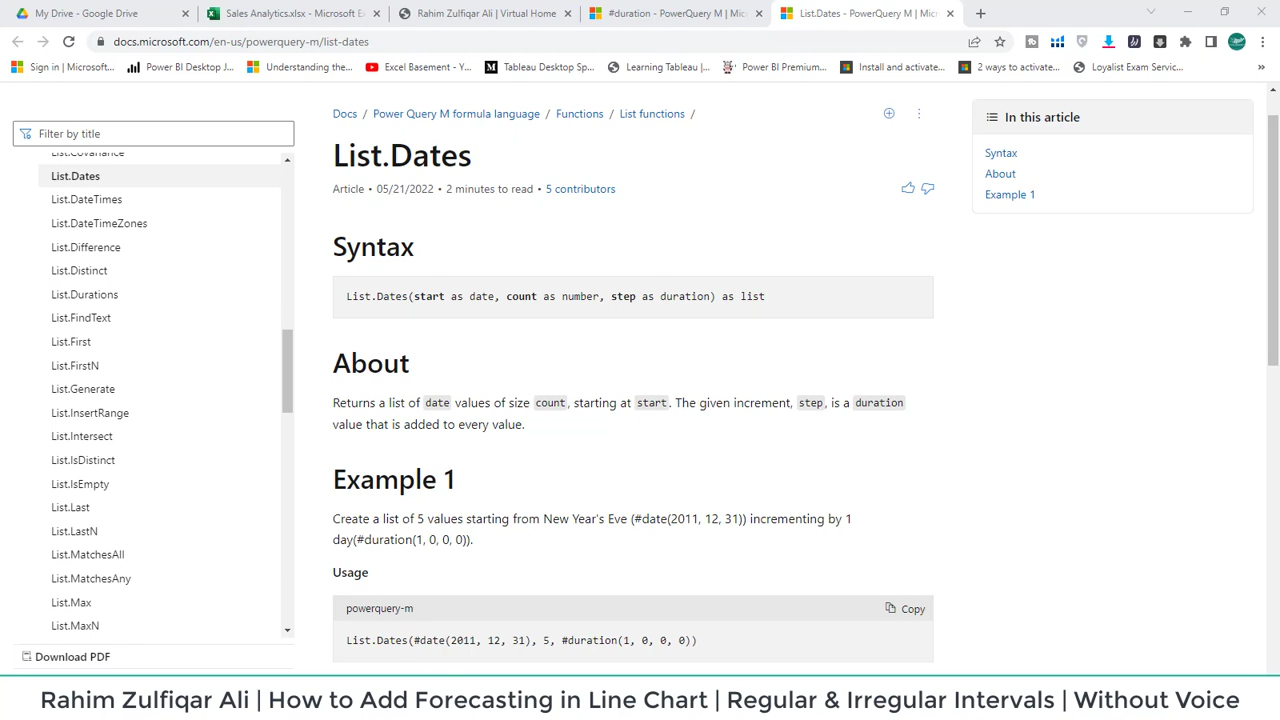 My Drive - Google Drive
Sales Analytics.xlsx - Microsoft E
Rahim Zulfiqar Ali | Virtual Home
#duration - PowerQuery M | Mic
List.Dates - PowerQuery M | Micr
docs.microsoft.com/en-us/powerquery-m/list-dates
Sign in | Microsoft...
Power BI Desktop J...
Understanding the...
Excel Basement - Y...
Tableau Desktop Sp...
Learning Tableau |...
Power BI Premium...
Install and activate...
2 ways to activate...
Loyalist Exam Servic...
»
Filter by title
List.Covariance
List.Dates
List.DateTimes
List.DateTimeZones
List.Difference
List.Distinct
List.Durations
List.FindText
List.First
List.FirstN
List.Generate
List.InsertRange
List.Intersect
List.IsDistinct
List.IsEmpty
List.Last
List.LastN
List.MatchesAll
List.MatchesAny
List.Max
List.MaxN
Download PDF
Docs / Power Query M formula language / Functions / List functions /
List.Dates
Article • 05/21/2022 • 2 minutes to read • 5 contributors
Syntax
List.Dates(start as date, count as number, step as duration) as list
About
Returns a list of date values of size count, starting at start. The given increment, step, is a duration
value that is added to every value.
Example 1
Create a list of 5 values starting from New Year's Eve (#date(2011, 12, 31)) incrementing by 1
day(#duration(1, 0, 0, 0)).
Usage
powerquery-m
Copy
List.Dates(#date(2011, 12, 31), 5, #duration(1, 0, 0, 0))
In this article
Syntax
About
Example 1
Rahim Zulfiqar Ali | How to Add Forecasting in Line Chart | Regular & Irregular Intervals | Without Voice